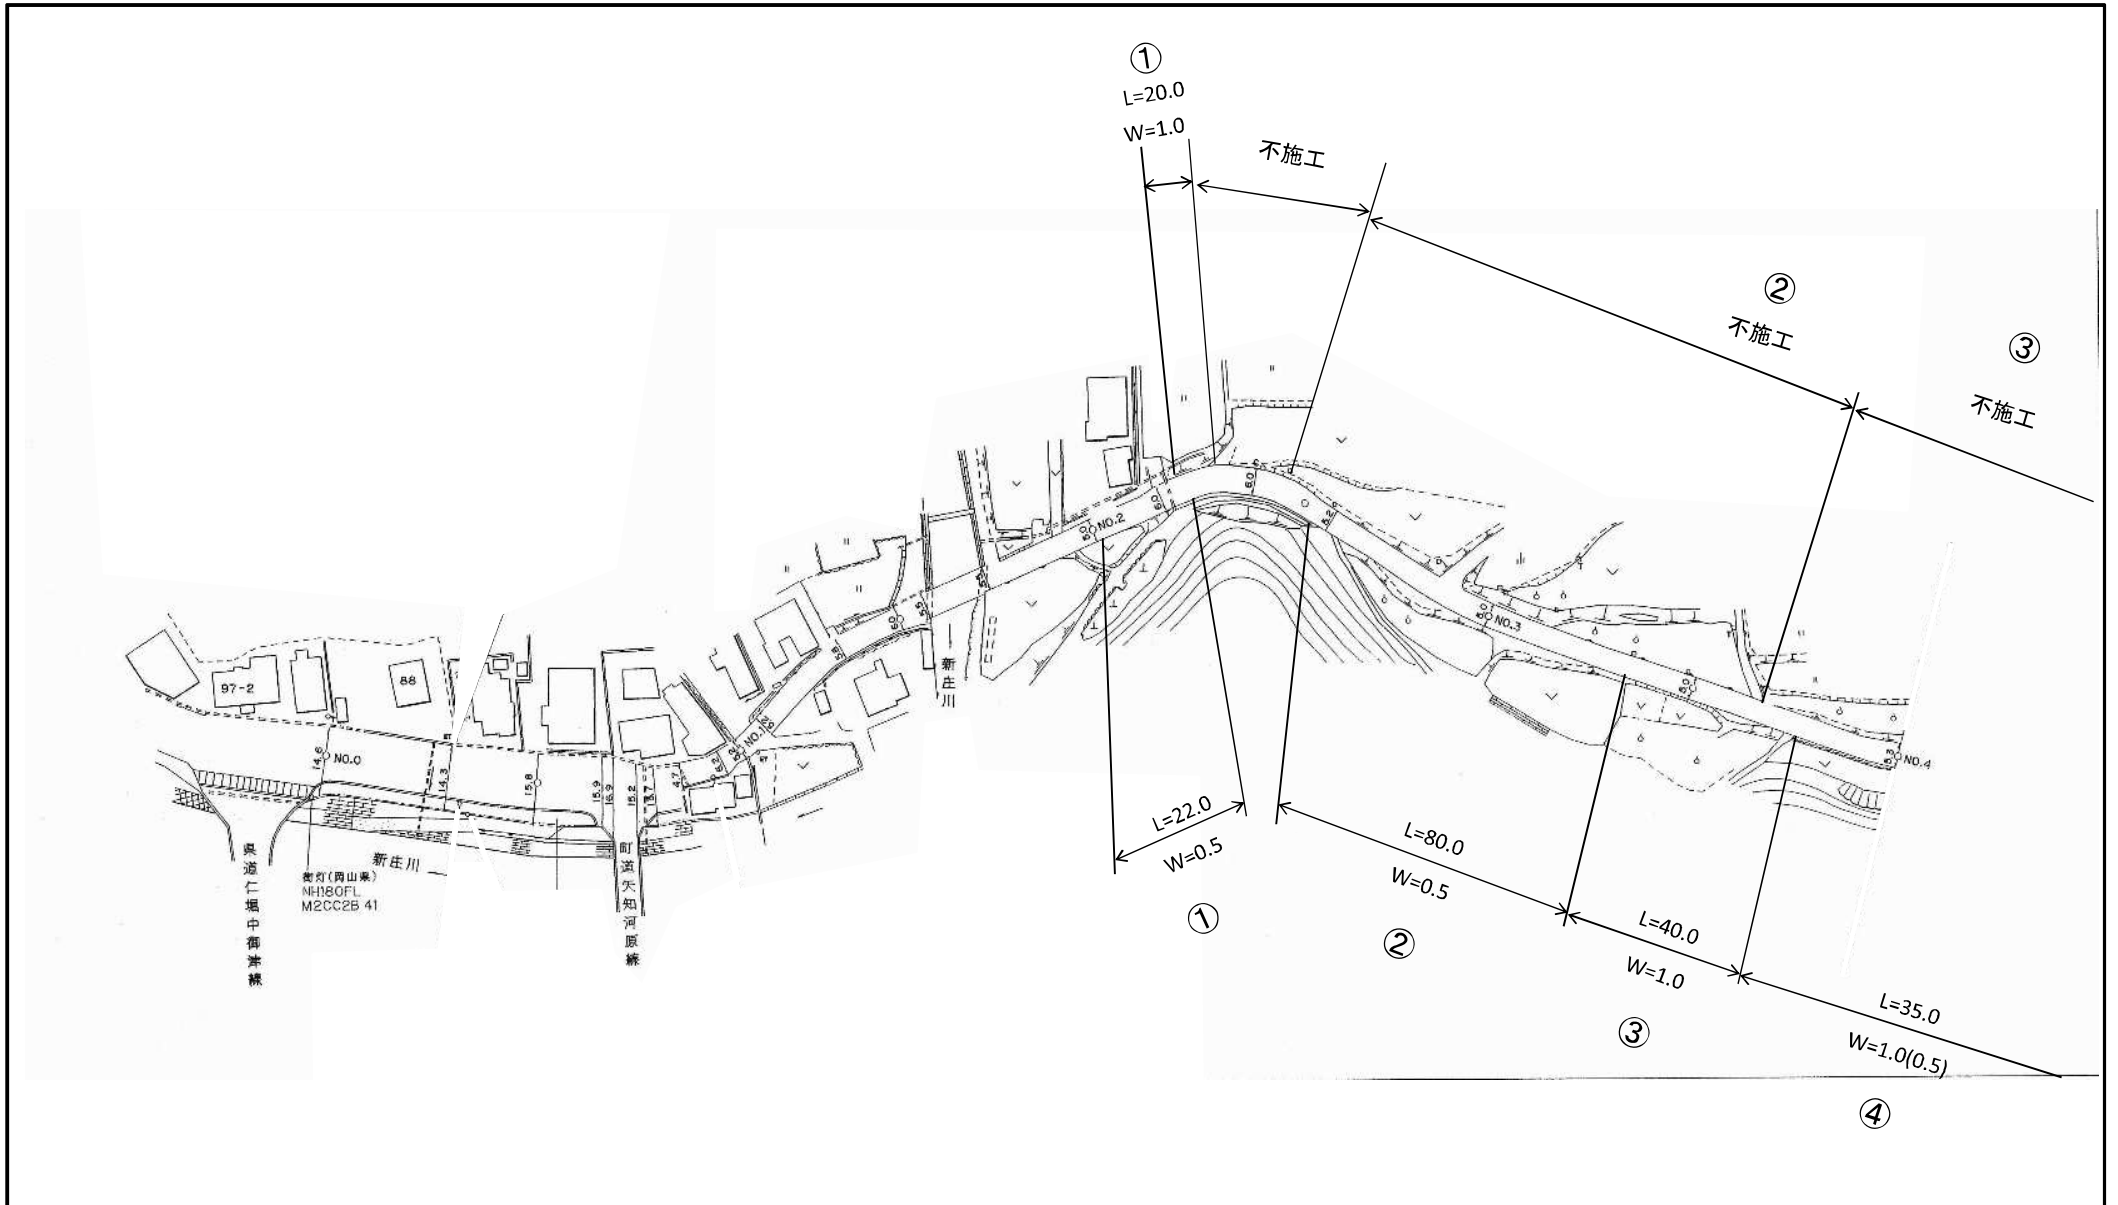 ①
L=20.0
W=1.0
不施工
②
不施工
③
不施工
NO.2
NO.3
NO.4
NO.1
97-2
88
14.6
NO.0
14.3
15.8
15.9
16.9
15.2
13.7
4.7
新庄川
新庄川
街灯(岡山県)
NH180FL
M2CC2B 41
県道仁堀中御津線
町道矢知河原線
L=22.0
W=0.5
①
L=80.0
W=0.5
②
L=40.0
W=1.0
③
L=35.0
W=1.0(0.5)
④